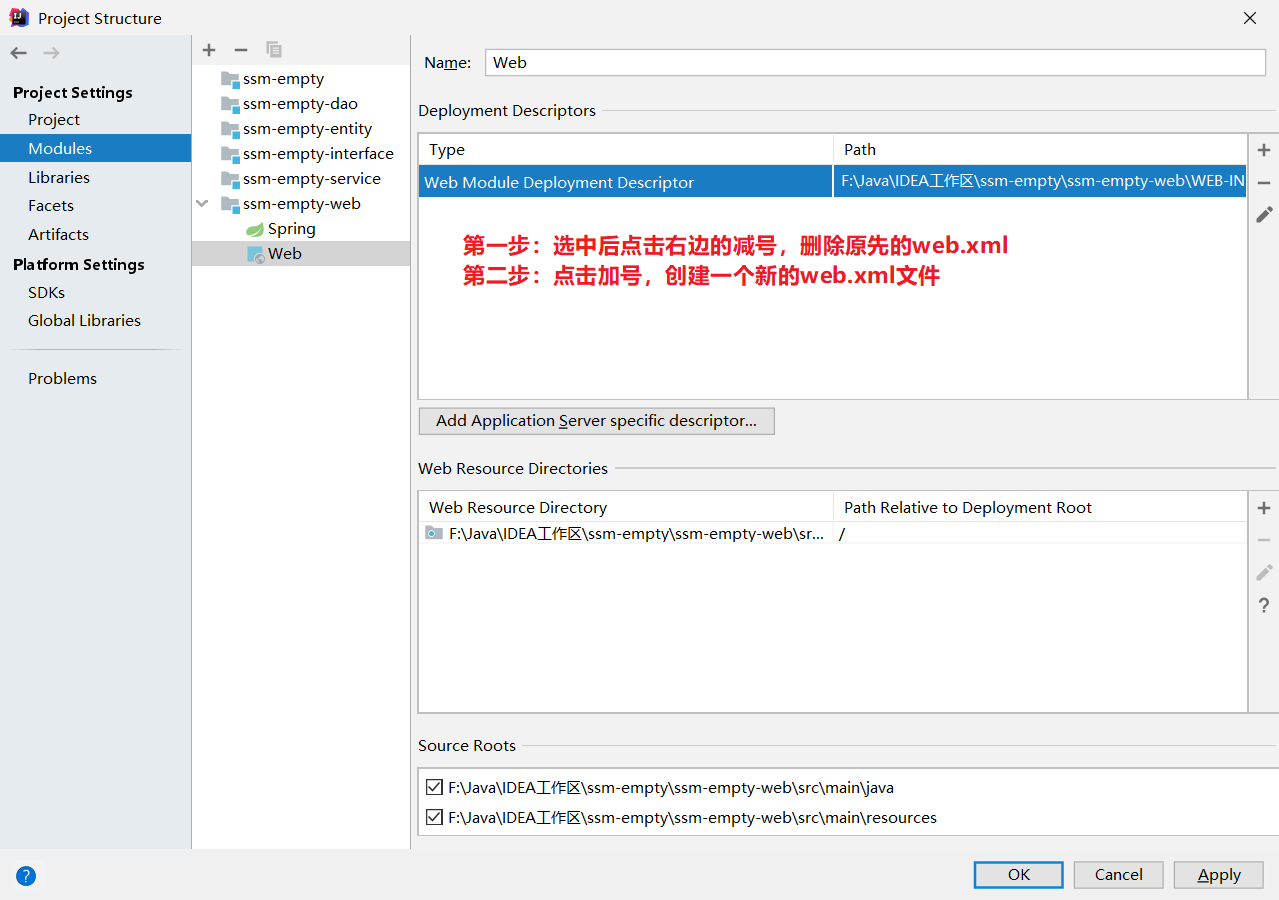 Project Structure
Project Settings
Project
Modules
Libraries
Facets
Artifacts
Platform Settings
SDKs
Global Libraries
Problems
ssm-empty
ssm-empty-dao
ssm-empty-entity
ssm-empty-interface
ssm-empty-service
ssm-empty-web
Spring
Web
Name: Web
Deployment Descriptors
Type Path
Web Module Deployment Descriptor F:\Java\IDEA工作区\ssm-empty\ssm-empty-web\WEB-IN
第一步：选中后点击右边的减号，删除原先的web.xml
第二步：点击加号，创建一个新的web.xml文件
Add Application Server specific descriptor...
Web Resource Directories
Web Resource Directory Path Relative to Deployment Root
F:\Java\IDEA工作区\ssm-empty\ssm-empty-web\sr... /
Source Roots
F:\Java\IDEA工作区\ssm-empty\ssm-empty-web\src\main\java
F:\Java\IDEA工作区\ssm-empty\ssm-empty-web\src\main\resources
OK Cancel Apply